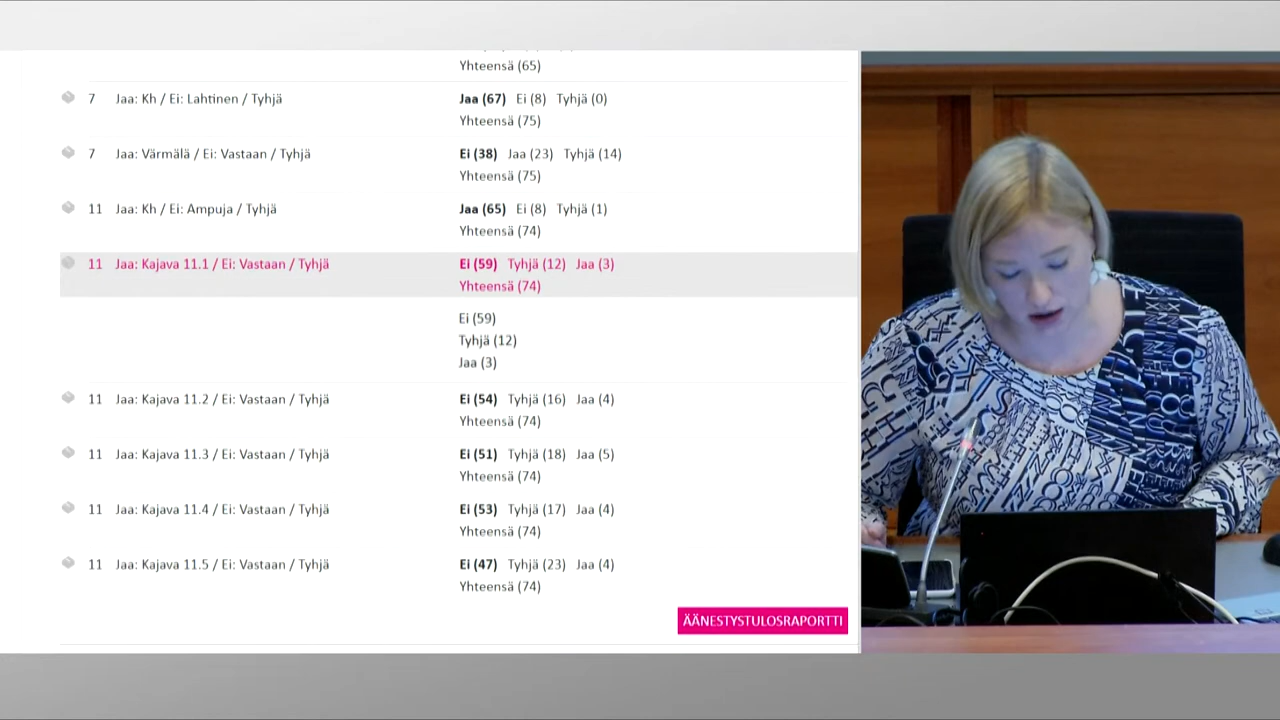 Yhteensä (65)
7 Jaa: Kh / Ei: Lahtinen / Tyhjä Jaa (67) Ei (8) Tyhjä (0)
Yhteensä (75)
7 Jaa: Värmälä / Ei: Vastaan / Tyhjä Ei (38) Jaa (23) Tyhjä (14)
Yhteensä (75)
11 Jaa: Kh / Ei: Ampuja / Tyhjä Jaa (65) Ei (8) Tyhjä (1)
Yhteensä (74)
11 Jaa: Kajava 11.1 / Ei: Vastaan / Tyhjä Ei (59) Tyhjä (12) Jaa (3)
Yhteensä (74)
Ei (59)
Tyhjä (12)
Jaa (3)
11 Jaa: Kajava 11.2 / Ei: Vastaan / Tyhjä Ei (54) Tyhjä (16) Jaa (4)
Yhteensä (74)
11 Jaa: Kajava 11.3 / Ei: Vastaan / Tyhjä Ei (51) Tyhjä (18) Jaa (5)
Yhteensä (74)
11 Jaa: Kajava 11.4 / Ei: Vastaan / Tyhjä Ei (53) Tyhjä (17) Jaa (4)
Yhteensä (74)
11 Jaa: Kajava 11.5 / Ei: Vastaan / Tyhjä Ei (47) Tyhjä (23) Jaa (4)
Yhteensä (74)
ÄÄNESTYSTULOSRAPORTTI